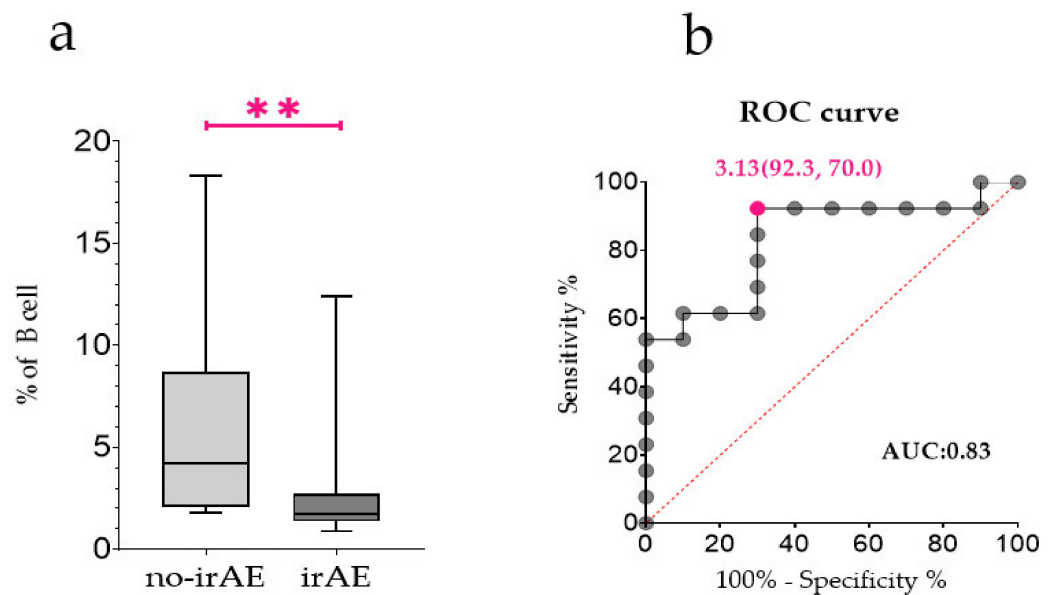 a
**
20
15
10
5
0
% of B cell
no-irAE
irAE
b
ROC curve
3.13(92.3, 70.0)
100
80
60
40
20
0
Sensitivity %
AUC:0.83
0
20
40
60
80
100
100% - Specificity %